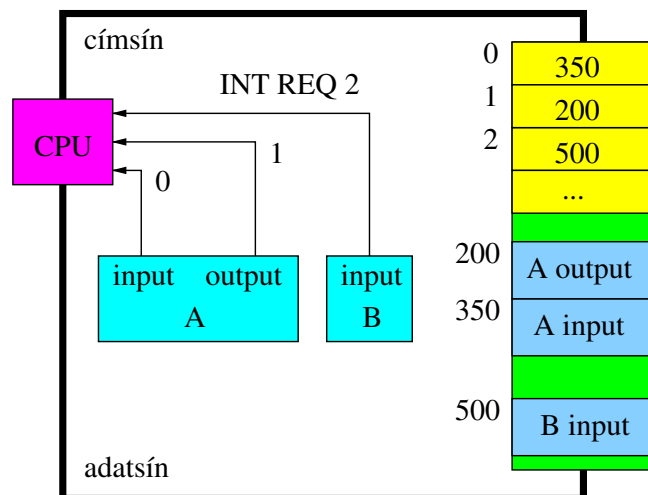 címsín
INT REQ 2
CPU
0
1
input output
A
input
B
adatsín
0
350
1
200
2
500
...
200
A output
350
A input
500
B input